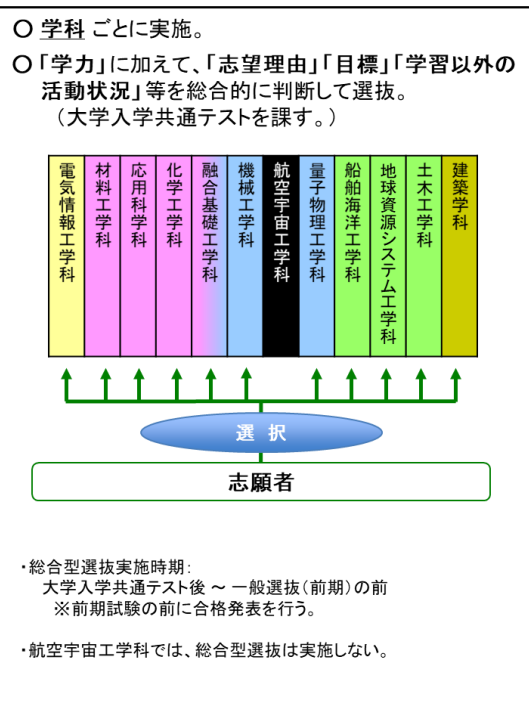 〇 学科 ごとに実施。
〇「学力」に加えて、「志望理由」「目標」「学習以外の
活動状況」等を総合的に判断して選抜。
（大学入学共通テストを課す。）
電気情報工学科
材料工学科
応用科学科
化学工学科
融合基礎工学科
機械工学科
航空宇宙工学科
量子物理工学科
船舶海洋工学科
地球資源システム工学科
土木工学科
建築学科
選 択
志願者
・総合型選抜実施時期：
大学入学共通テスト後 ～ 一般選抜（前期）の前
※前期試験の前に合格発表を行う。
・航空宇宙工学科では、総合型選抜は実施しない。